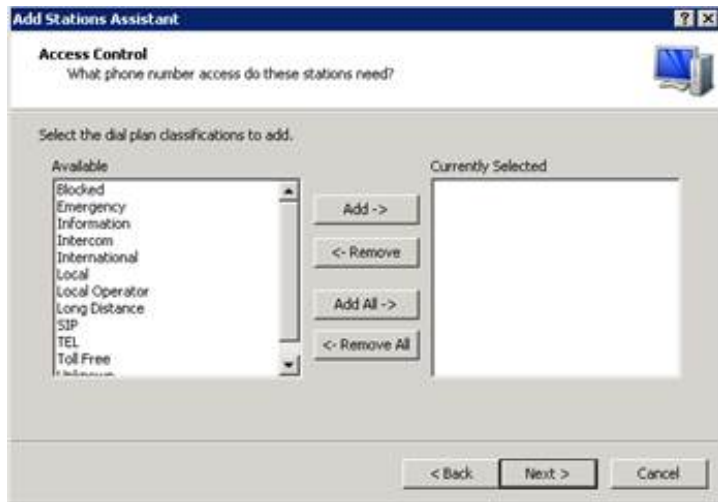 Add Stations Assistant
Access Control
What phone number access do these stations need?
Select the dial plan classifications to add.
Available
Currently Selected
Blocked
Emergency
Information
Intercom
International
Local
Local Operator
Long Distance
SIP
TEL
Toll Free
Add ->
<- Remove
Add All ->
<- Remove All
< Back
Next >
Cancel